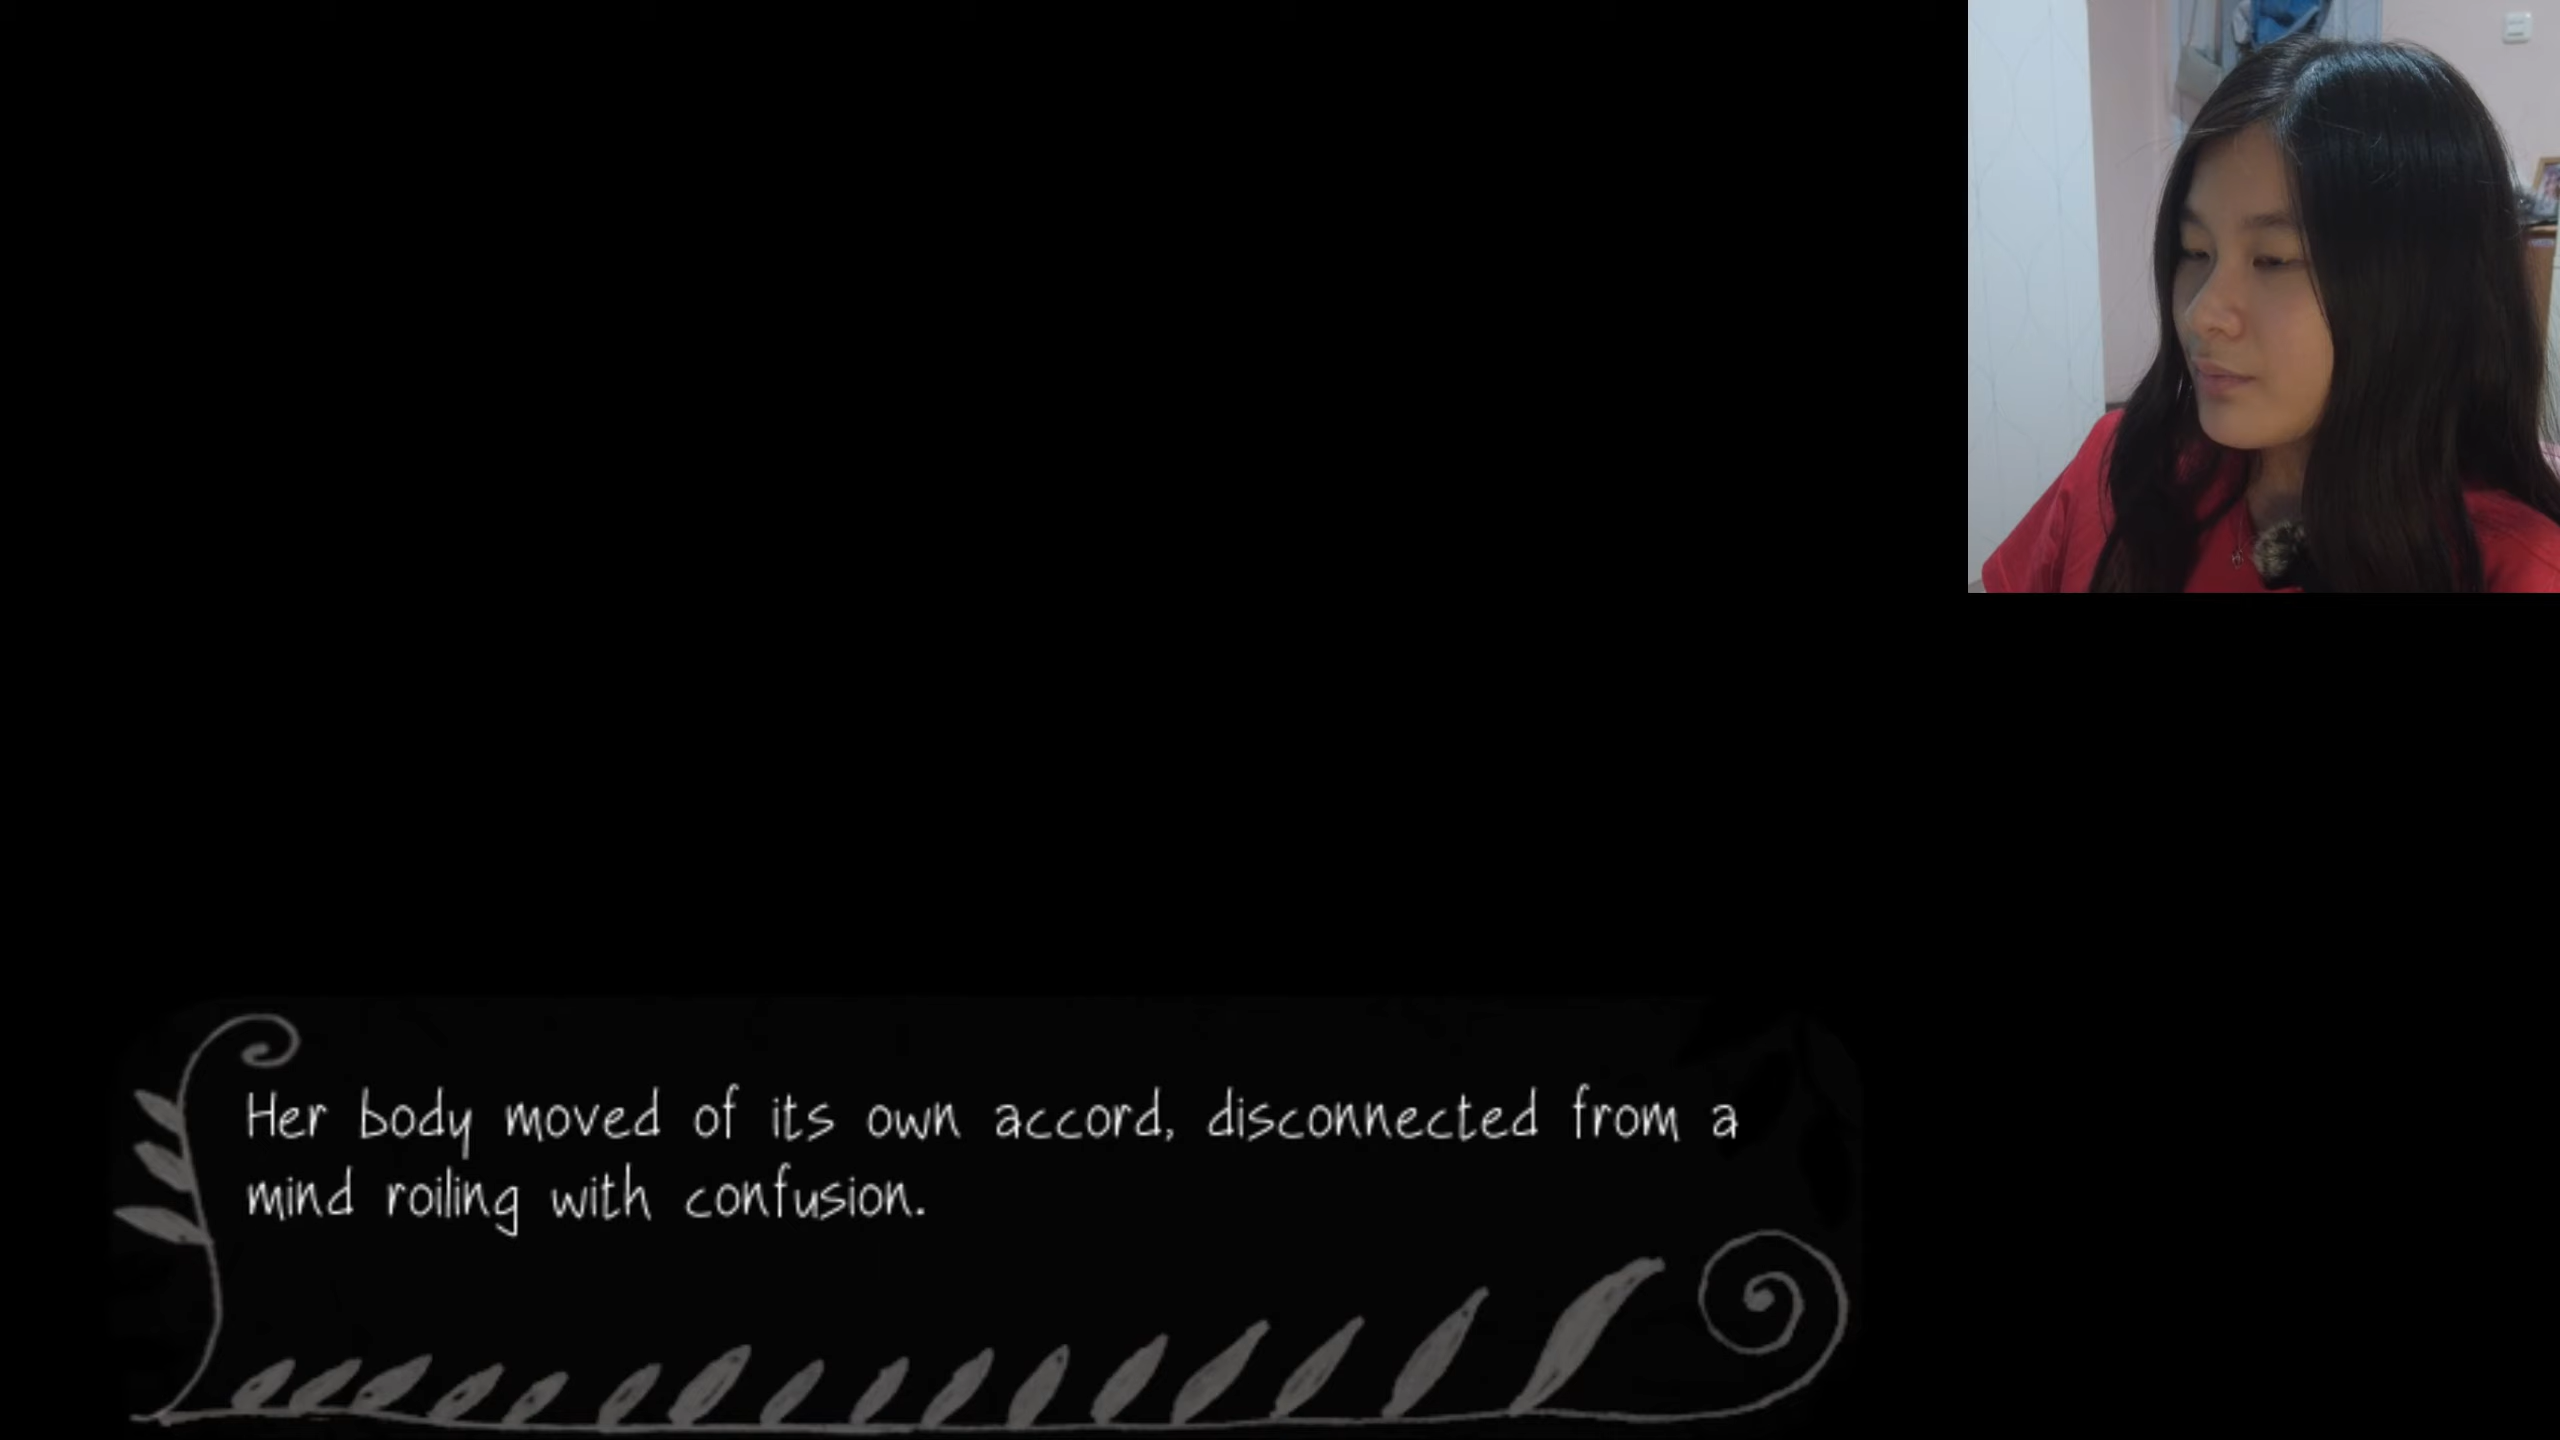 Her body moved of its own accord, disconnected from a
mind roiling with confusion.